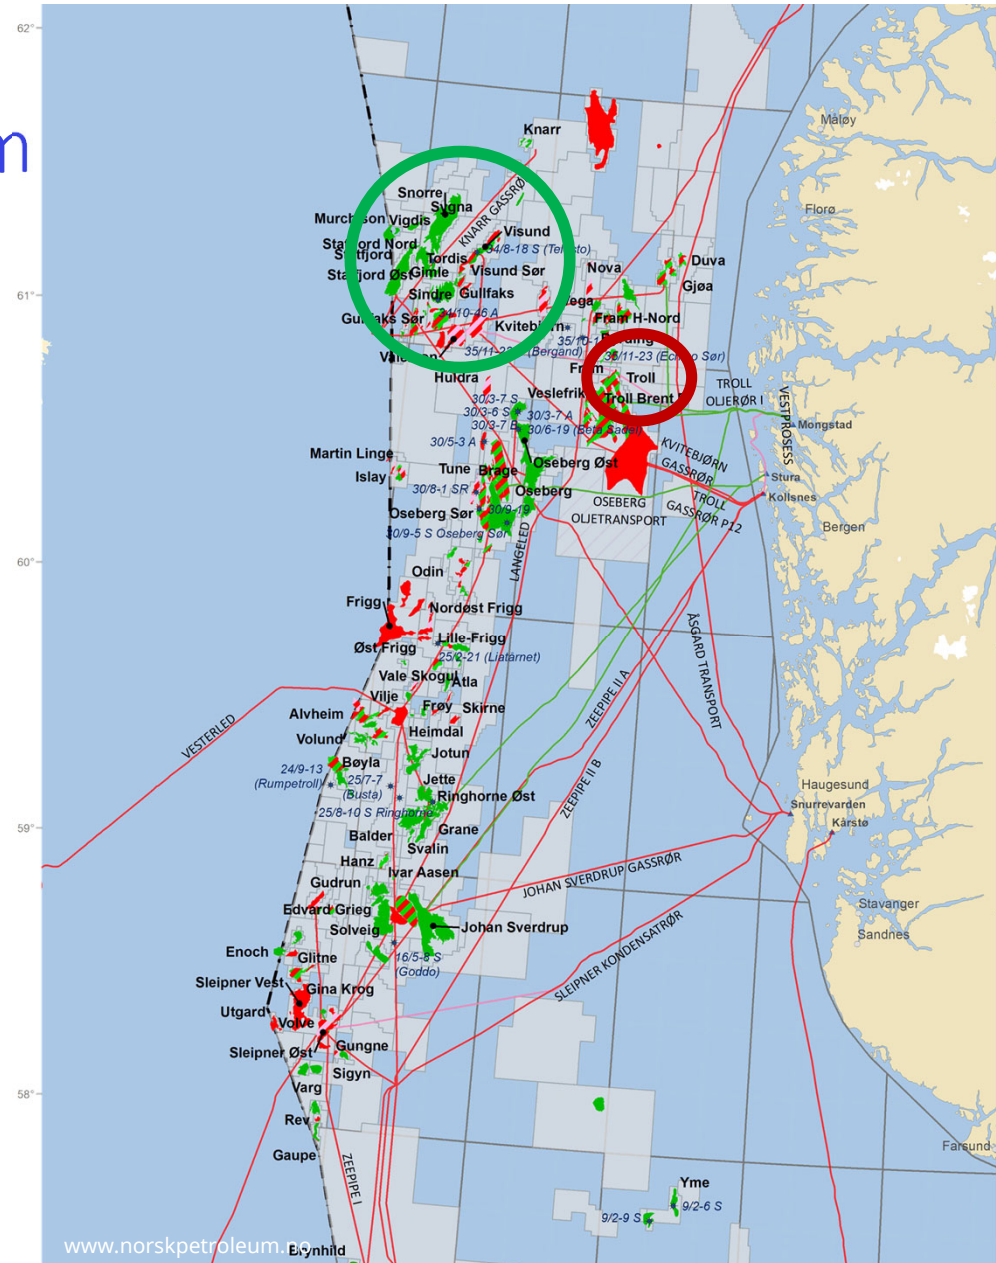 62°
m
Måløy
Knarr
Snorre
Sygna
KNARR GASSRØ
Florø
Murchison
Vigdis
Visund
Statfjord Nord
34/8-18 S (Telesto)
Statfjord
Tordis
Duva
Statfjord Øst
Gimle
Visund Sør
Nova
Gjøa
61°
Sindre
Gullfaks
Vega
Gullfaks Sør
34/10-46 A
Kvitebjørn
Fram H-Nord
35/10-1
Byrding
Valemon
35/11-23 (Echino Sør)
(Bergand)
Fram
Troll
Huldra
Veslefrikk
Troll Brent
TROLL
OLJERØR I
30/3-7 S
30/3-6 S
30/3-7 A
30/3-7 B
30/6-19 (Beta Sadel)
VESTPROSESS
Mongstad
30/5-3 A
Martin Linge
KVITEBJØRN
GASSRØR
Islay
Tune
Brage
Oseberg Øst
Stura
30/8-1 SR
Oseberg
TROLL
GASSRØR P12
Kollsnes
Oseberg Sør
30/9-19
OSEBERG
OLJETRANSPORT
Bergen
30/9-5 S Oseberg Sør
LANGELED
60°
Odin
Frigg
Nordøst Frigg
Øst Frigg
Lille-Frigg
25/2-21 (Liatårnet)
ÅSGARD TRANSPORT
Vale
Skogul
Atla
Vilje
Frøy
Skirne
ZEEPIPE II A
Alvheim
VESTERLED
Volund
Heimdal
Bøyla
Jotun
24/9-13
(Rumpetroll)
25/7-7
(Busta)
Jette
ZEEPIPE II B
Haugesund
Ringhorne Øst
Snurrevarden
25/8-10 S Ringhorne
59°
Kårstø
Balder
Grane
Svalin
Hanz
Ivar Aasen
JOHAN SVERDRUP GASSRØR
Gudrun
Edvard Grieg
Stavanger
Solveig
Johan Sverdrup
Sandnes
Enoch
Glitne
16/5-8 S
(Goddo)
SLEIPNER KONDENSATRØR
Sleipner Vest
Gina Krog
Utgard
Volve
Sleipner Øst
Gungne
Sigyn
Varg
58°
Rev
Gaupe
Farsund
ZEEPIPE I
Yme
9/2-6 S
9/2-9 S
www.norskpetroleum.no
Brynhild